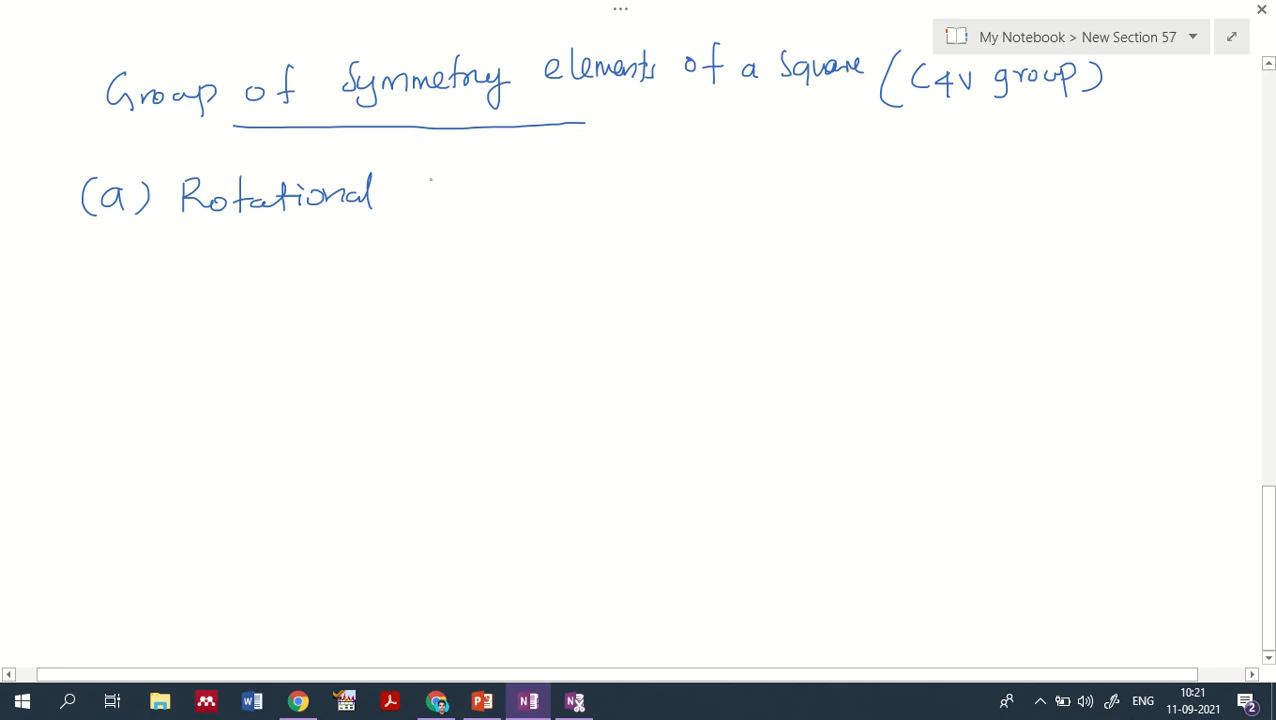 ...
My Notebook > New Section 57
Group of Symmetry elements of a Square (C4v group)
(a) Rotational
ENG
10:21
11-09-2021
2